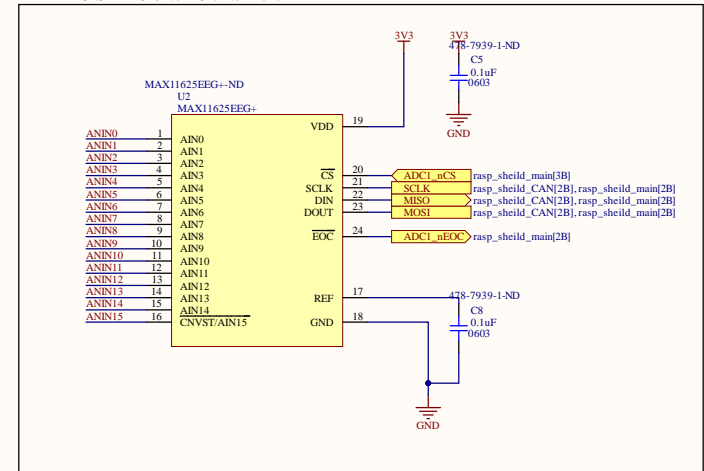 3V3 3V3
478-7939-1-ND
C5
0.1uF
0603
GND
MAX11625EEG+-ND
U2
MAX11625EEG+
VDD 19
ANIN0 1 AIN0
ANIN1 2 AIN1
ANIN2 3 AIN2
ANIN3 4 AIN3
ANIN4 5 AIN4
ANIN5 6 AIN5
ANIN6 7 AIN6
ANIN7 8 AIN7
ANIN8 9 AIN8
ANIN9 10 AIN9
ANIN10 11 AIN10
ANIN11 12 AIN11
ANIN12 13 AIN12
ANIN13 14 AIN13
ANIN14 15 AIN14
ANIN15 16 CNVST/AIN15
CS 20 ADC1_nCS rasp_sheild_main[3B]
SCLK 21 SCLK rasp_sheild_CAN[2B], rasp_sheild_main[2B]
DIN 22 MISO rasp_sheild_CAN[2B], rasp_sheild_main[2B]
DOUT 23 MOSI rasp_sheild_CAN[2B], rasp_sheild_main[2B]
EOC 24 ADC1_nEOC rasp_sheild_main[2B]
REF 17
GND 18
478-7939-1-ND
C8
0.1uF
0603
GND